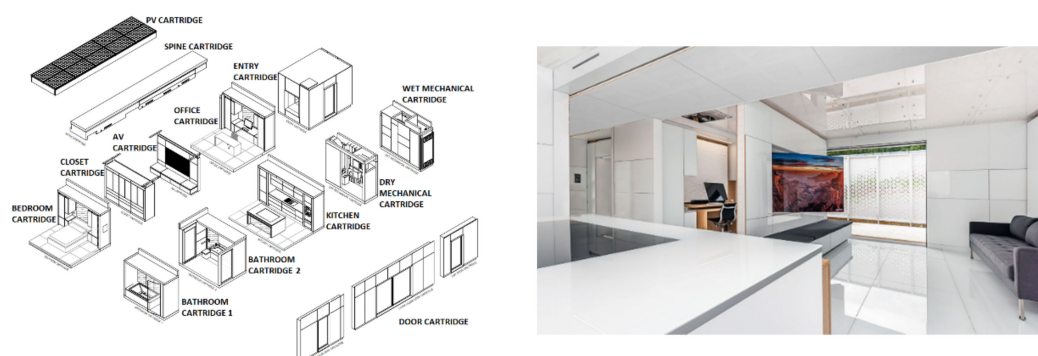 PV CARTRIDGE
SPINE CARTRIDGE
ENTRY
CARTRIDGE
WET MECHANICAL
CARTRIDGE
OFFICE
CARTRIDGE
AV
CARTRIDGE
CLOSET
CARTRIDGE
DRY
MECHANICAL
CARTRIDGE
BEDROOM
CARTRIDGE
KITCHEN
CARTRIDGE
BATHROOM
CARTRIDGE 2
BATHROOM
CARTRIDGE 1
DOOR CARTRIDGE